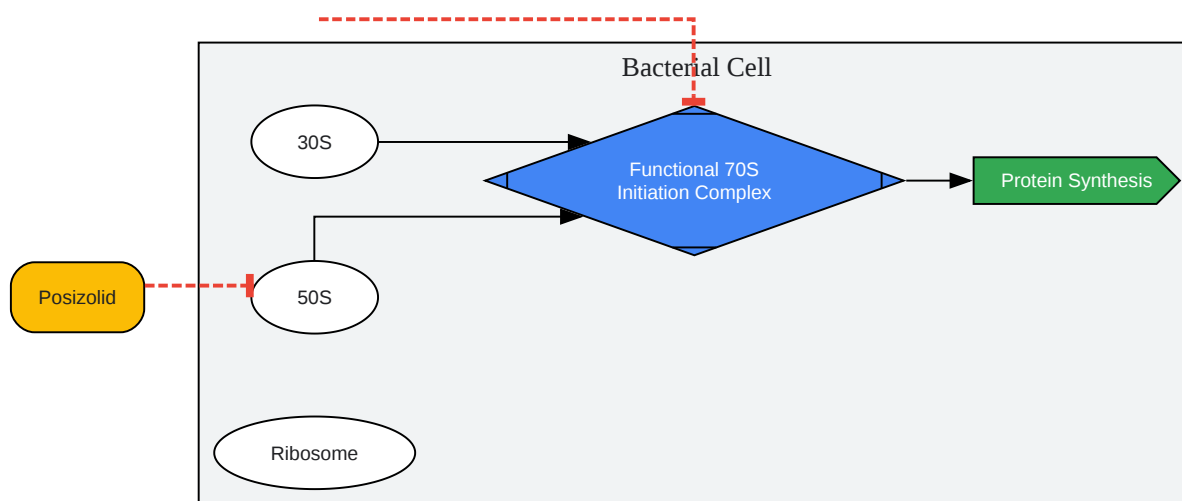 Bacterial Cell
30S
Functional 70S
Initiation Complex
Protein Synthesis
Posizolid
50S
Ribosome